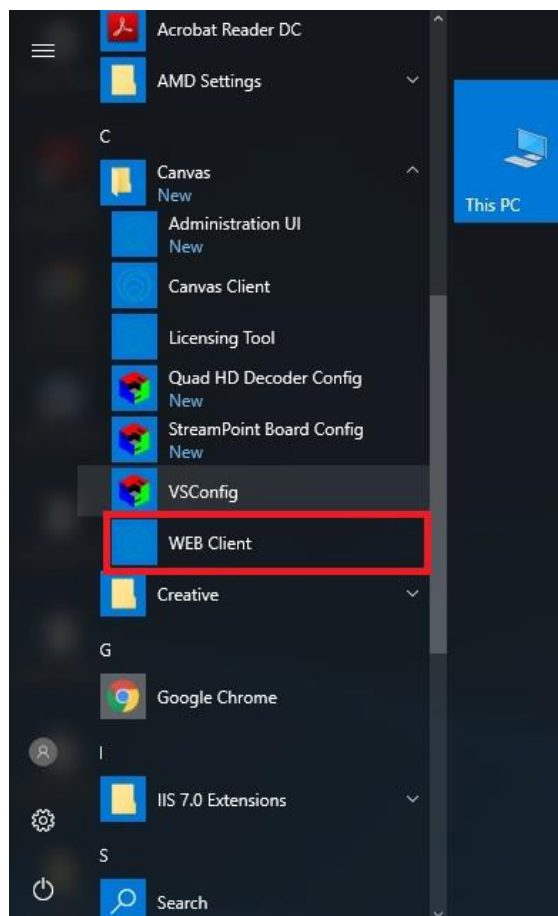 Acrobat Reader DC
AMD Settings
C
Canvas
New
Administration UI
New
Canvas Client
Licensing Tool
Quad HD Decoder Config
New
StreamPoint Board Config
New
VSConfig
WEB Client
Creative
G
Google Chrome
I
IIS 7.0 Extensions
S
Search
This PC